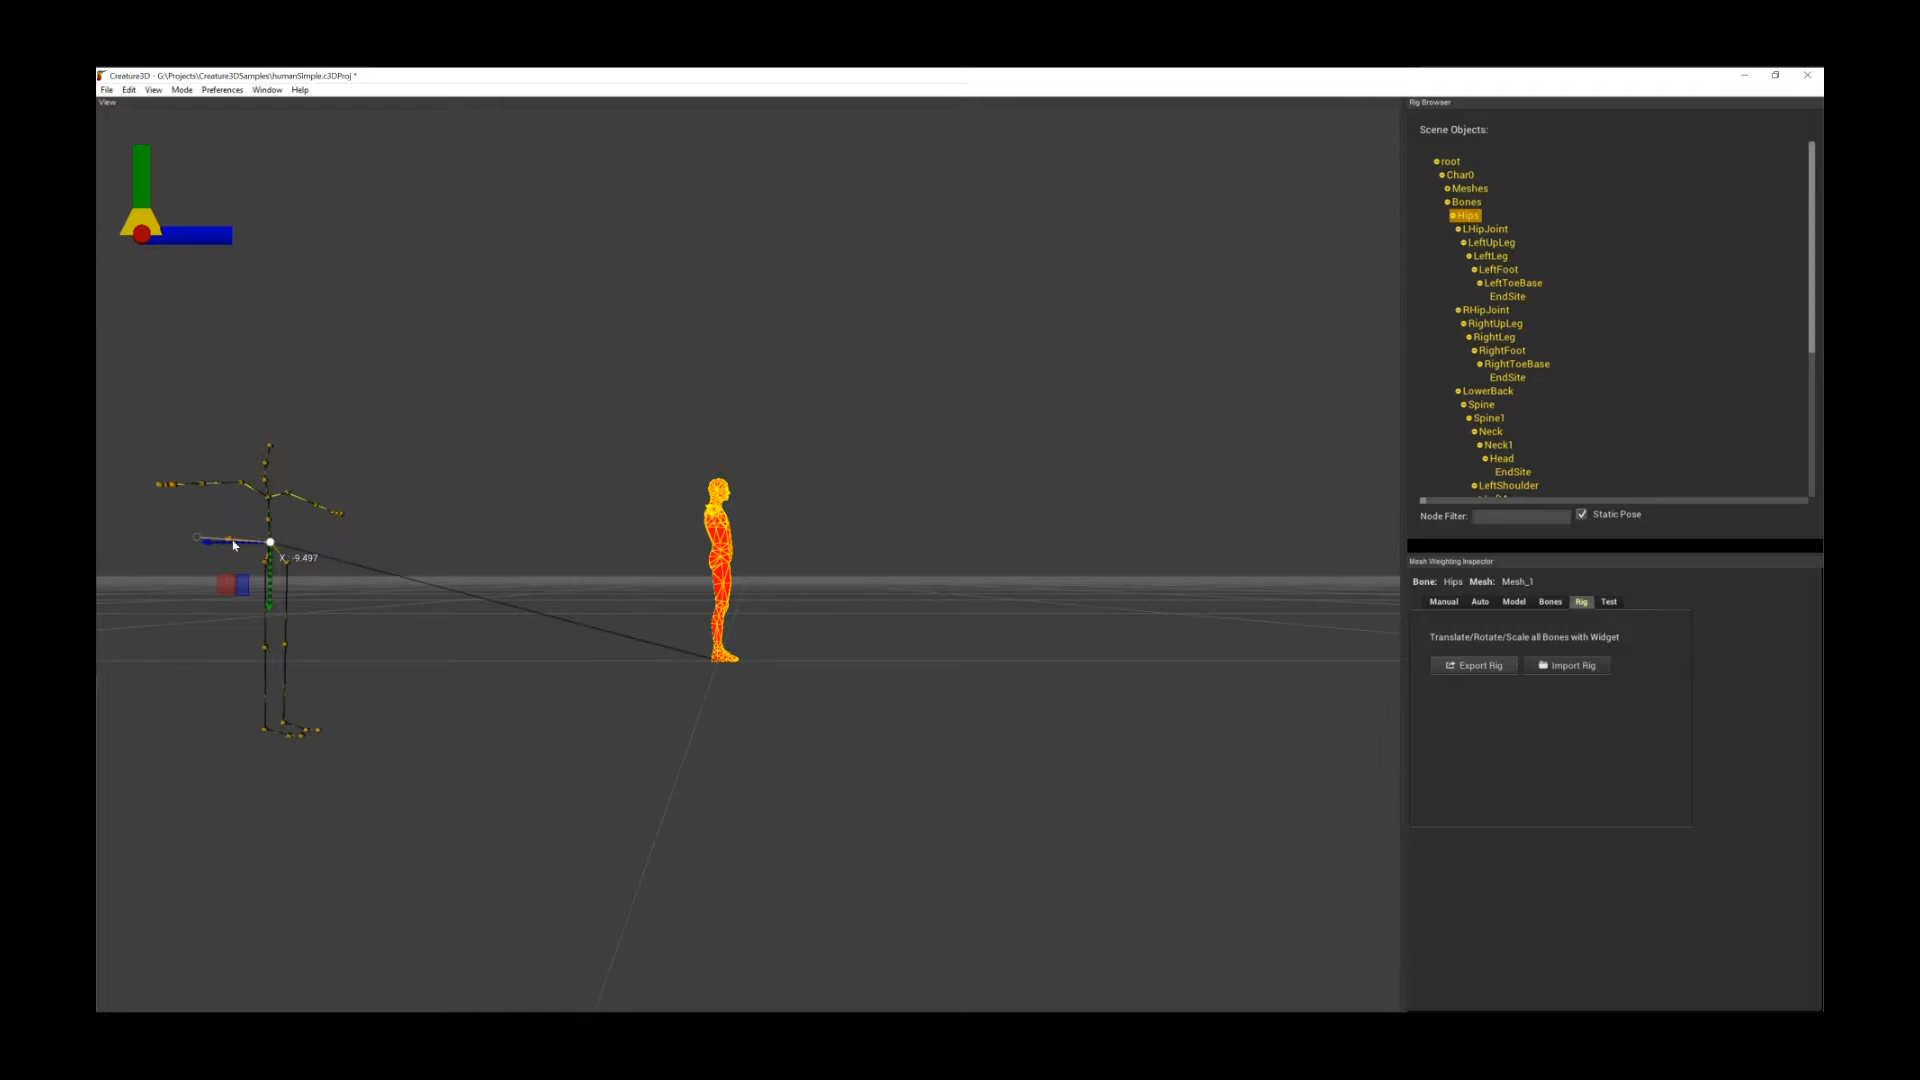 Creature3D - G:\Projects\Creature3DSamples\humanSimple.c3DProj *
File Edit View Mode Preferences Window Help
View
X: -9.497
Rig Browser
Scene Objects:
root
Char0
Meshes
Bones
Hips
LHipJoint
LeftUpLeg
LeftLeg
LeftFoot
LeftToeBase
EndSite
RHipJoint
RightUpLeg
RightLeg
RightFoot
RightToeBase
EndSite
LowerBack
Spine
Spine1
Neck
Neck1
Head
EndSite
LeftShoulder
Node Filter: Static Pose
Mesh Weighting Inspector
Bone: Hips Mesh: Mesh_1
Manual Auto Model Bones Rig Test
Translate/Rotate/Scale all Bones with Widget
Export Rig Import Rig